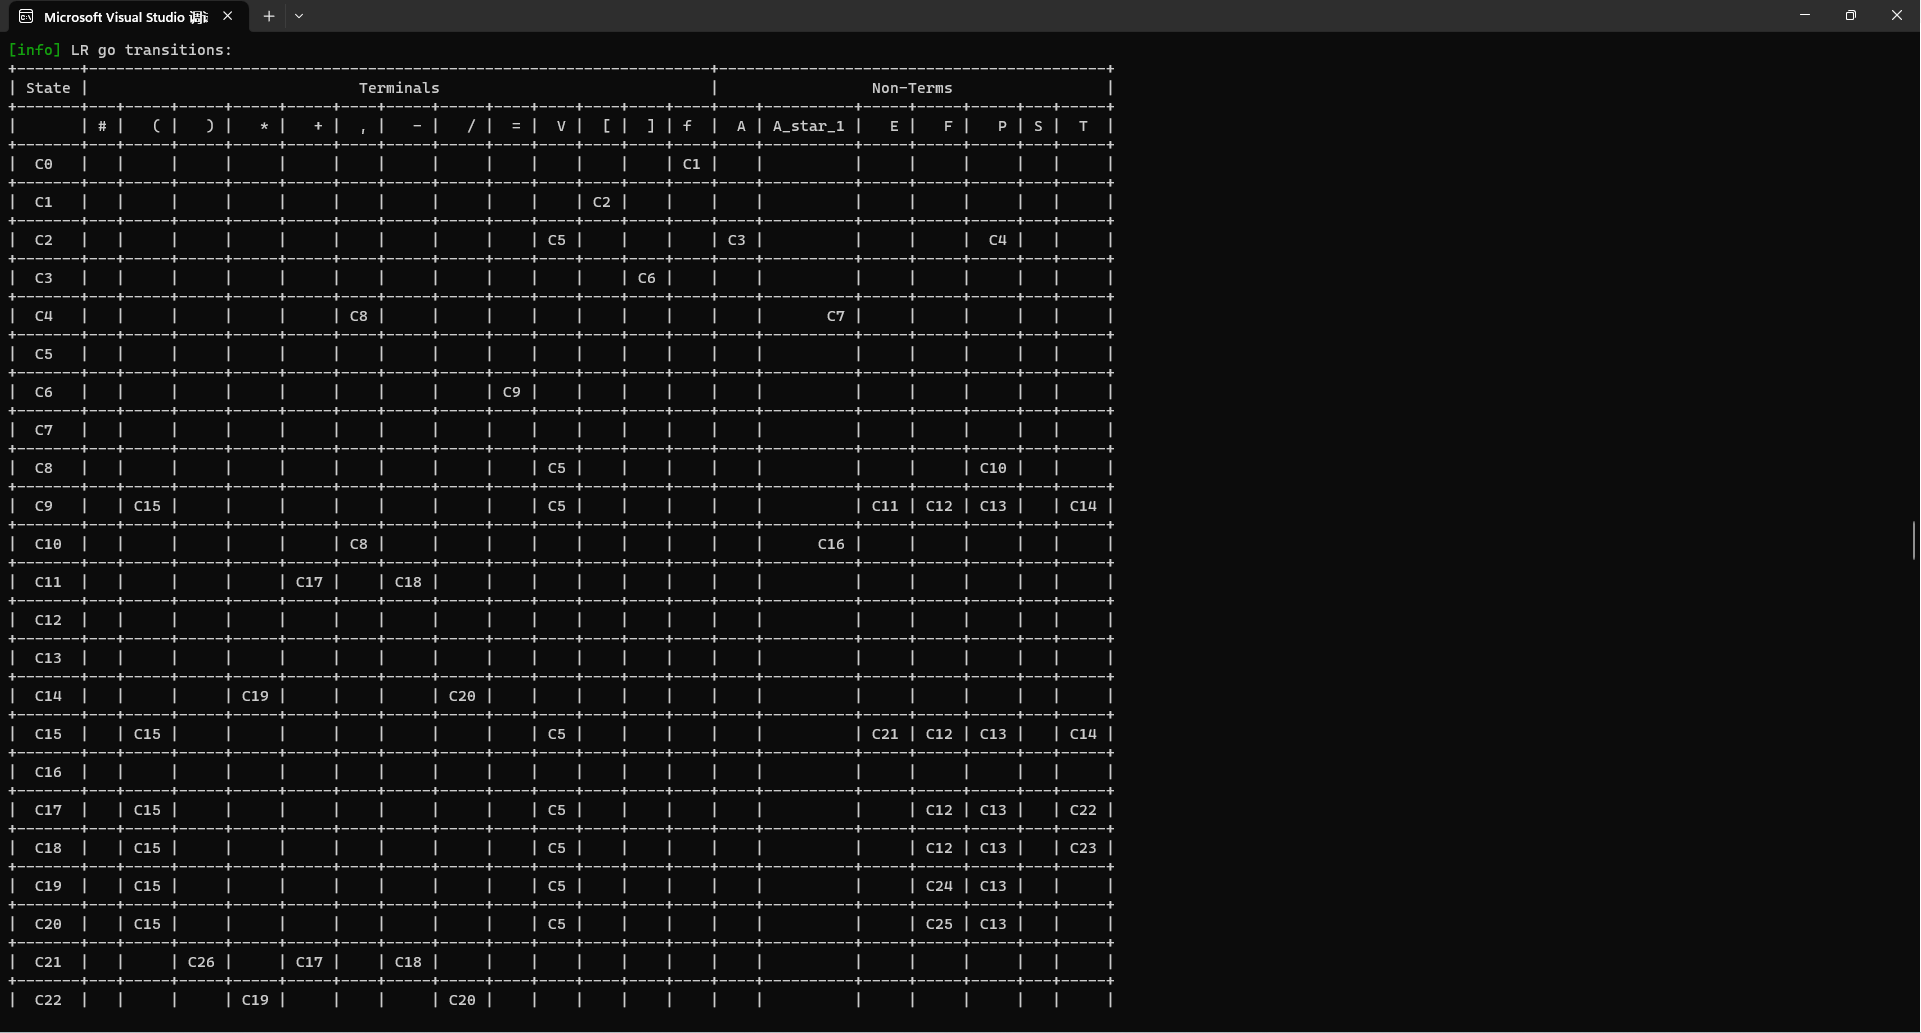 Microsoft Visual Studio 调试
[info] LR go transitions:
| State | Terminals | Non-Terms |
| | # | ( | ) | * | + | , | - | / | = | V | [ | ] | f | A | A_star_1 | E | F | P | S | T |
| C0 | | | | | | | | | | | | | C1 | | | | | | | |
| C1 | | | | | | | | | | | C2 | | | | | | | | | |
| C2 | | | | | | | | | | C5 | | | | C3 | | | | C4 | | |
| C3 | | | | | | | | | | | | C6 | | | | | | | | |
| C4 | | | | | | C8 | | | | | | | | | C7 | | | | | |
| C5 | | | | | | | | | | | | | | | | | | | | |
| C6 | | | | | | | | | C9 | | | | | | | | | | | |
| C7 | | | | | | | | | | | | | | | | | | | | |
| C8 | | | | | | | | | | C5 | | | | | | | | C10 | | |
| C9 | | C15 | | | | | | | | C5 | | | | | | C11 | C12 | C13 | | C14 |
| C10 | | | | | | C8 | | | | | | | | | C16 | | | | | |
| C11 | | | | | C17 | | C18 | | | | | | | | | | | | | |
| C12 | | | | | | | | | | | | | | | | | | | | |
| C13 | | | | | | | | | | | | | | | | | | | | |
| C14 | | | | C19 | | | | C20 | | | | | | | | | | | | |
| C15 | | C15 | | | | | | | | C5 | | | | | | C21 | C12 | C13 | | C14 |
| C16 | | | | | | | | | | | | | | | | | | | | |
| C17 | | C15 | | | | | | | | C5 | | | | | | | C12 | C13 | | C22 |
| C18 | | C15 | | | | | | | | C5 | | | | | | | C12 | C13 | | C23 |
| C19 | | C15 | | | | | | | | C5 | | | | | | | C24 | C13 | | |
| C20 | | C15 | | | | | | | | C5 | | | | | | | C25 | C13 | | |
| C21 | | | C26 | | C17 | | C18 | | | | | | | | | | | | | |
| C22 | | | | C19 | | | | C20 | | | | | | | | | | | | |